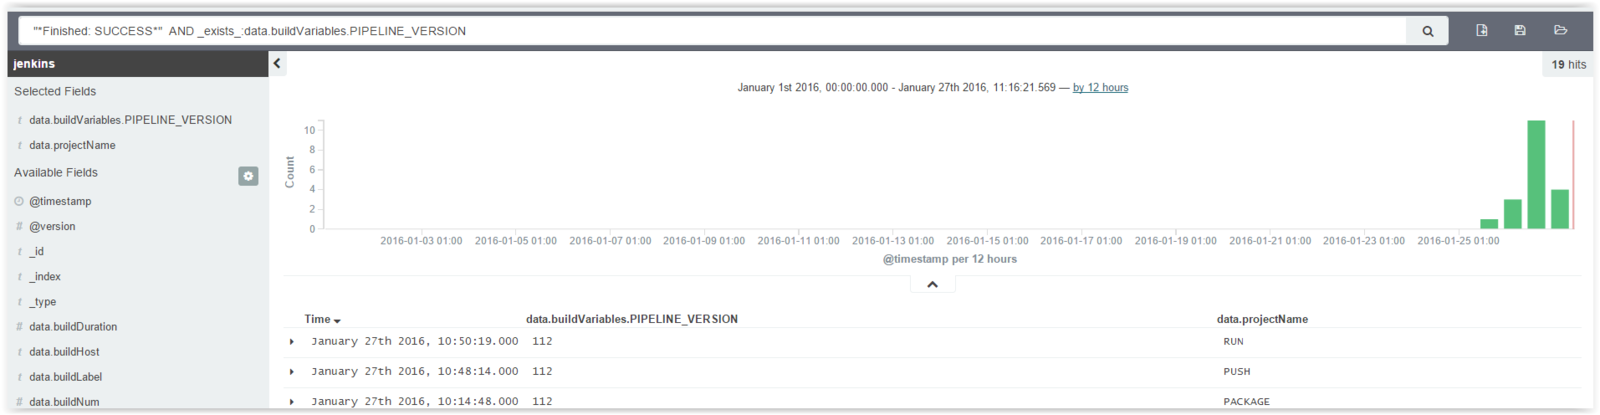 "*Finished: SUCCESS*" AND _exists_:data.buildVariables.PIPELINE_VERSION
jenkins
19 hits
Selected Fields
t data.buildVariables.PIPELINE_VERSION
t data.projectName
Available Fields
@timestamp
# @version
t _id
t _index
t _type
# data.buildDuration
t data.buildHost
t data.buildLabel
# data.buildNum
January 1st 2016, 00:00:00.000 - January 27th 2016, 11:16:21.569 — by 12 hours
Count
10
8
6
4
2
0
2016-01-03 01:00 2016-01-05 01:00 2016-01-07 01:00 2016-01-09 01:00 2016-01-11 01:00 2016-01-13 01:00 2016-01-15 01:00 2016-01-17 01:00 2016-01-19 01:00 2016-01-21 01:00 2016-01-23 01:00 2016-01-25 01:00
@timestamp per 12 hours
Time data.buildVariables.PIPELINE_VERSION data.projectName
January 27th 2016, 10:50:19.000 112 RUN
January 27th 2016, 10:48:14.000 112 PUSH
January 27th 2016, 10:14:48.000 112 PACKAGE